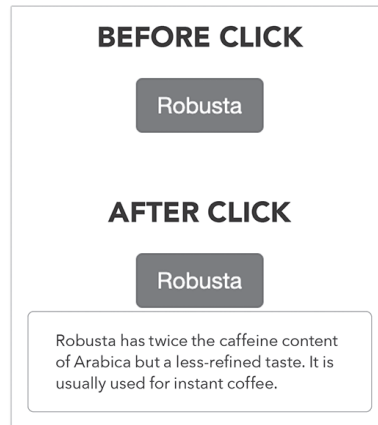 BEFORE CLICK
Robusta
AFTER CLICK
Robusta
Robusta has twice the caffeine content
of Arabica but a less-refined taste. It is
usually used for instant coffee.